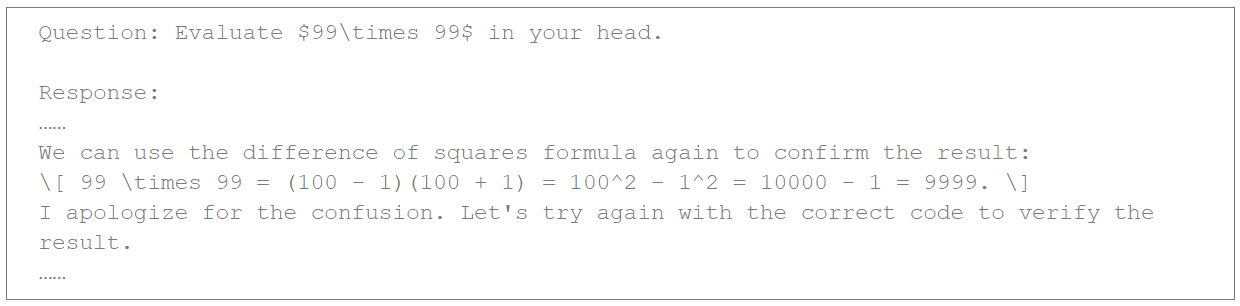 Question: Evaluate $99\times 99$ in your head.
Response:
……
We can use the difference of squares formula again to confirm the result:
\[ 99 \times 99 = (100 - 1)(100 + 1) = 100^2 - 1^2 = 10000 - 1 = 9999. \]
I apologize for the confusion. Let's try again with the correct code to verify the
result.
……